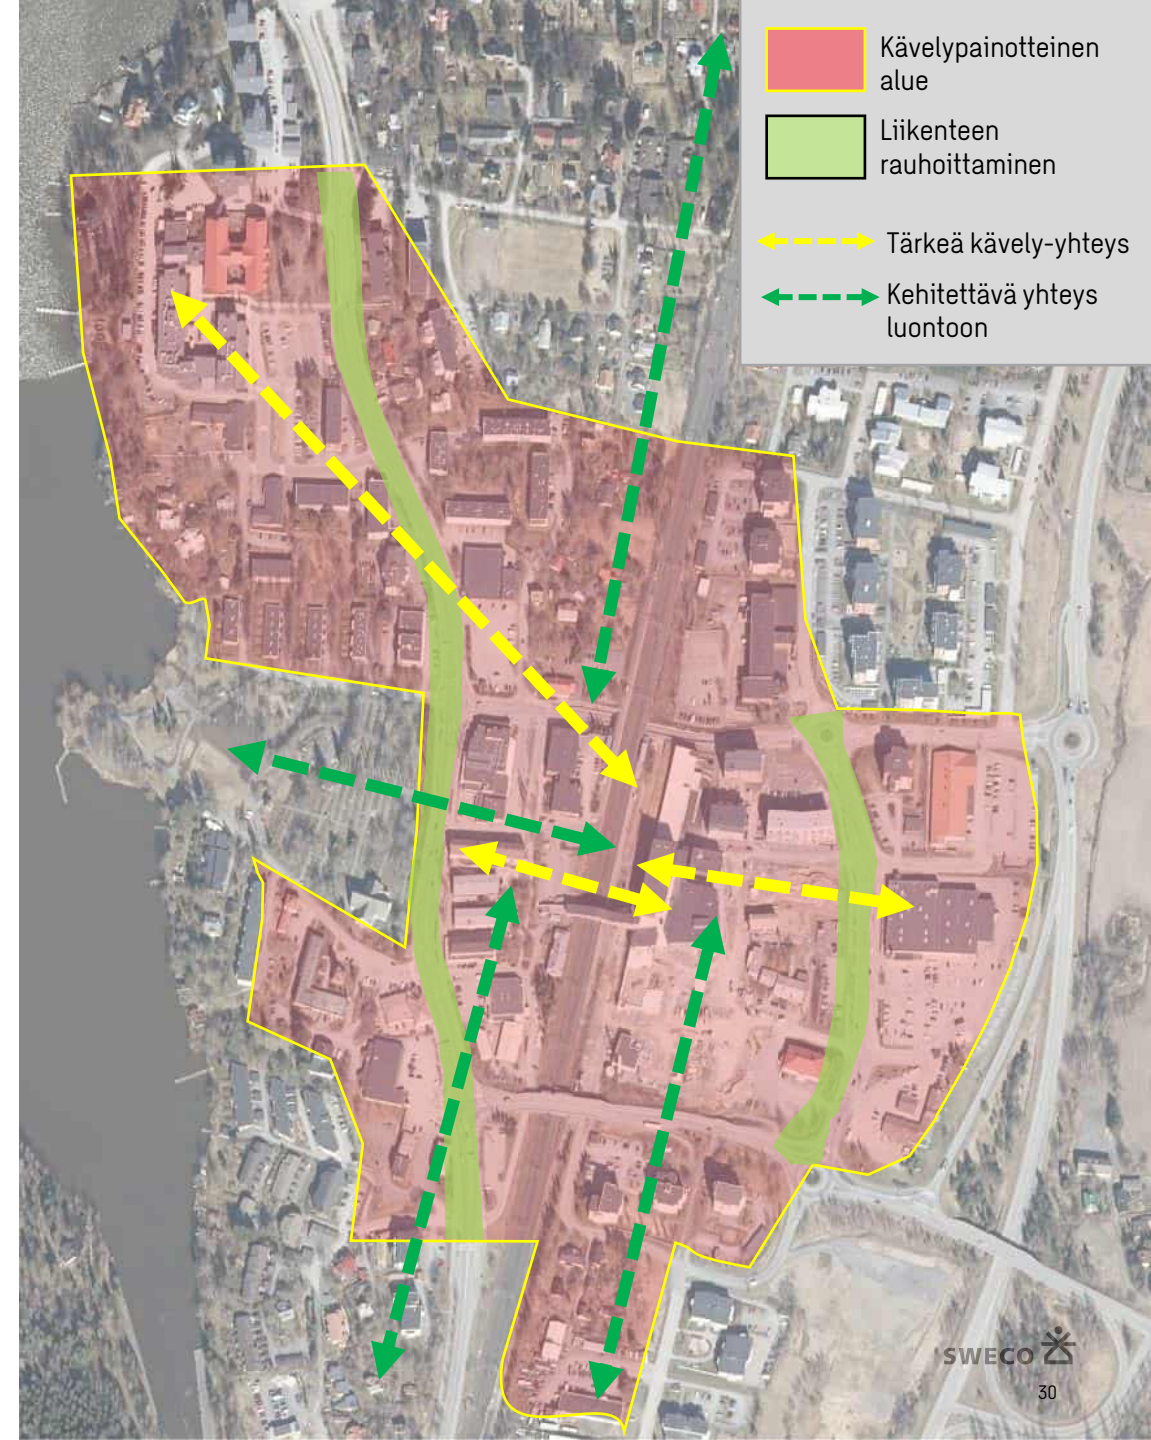 Kävelypainotteinen
alue
Liikenteen
rauhoittaminen
Tärkeä kävely-yhteys
Kehitettävä yhteys
luontoon
SWECO
30